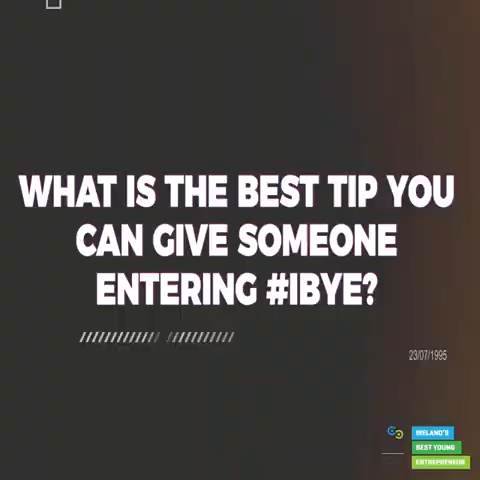 WHAT IS THE BEST TIP YOU
CAN GIVE SOMEONE
ENTERING #IBYE?
23/07/1995
IRELAND'S
BEST YOUNG
ENTREPRENEUR